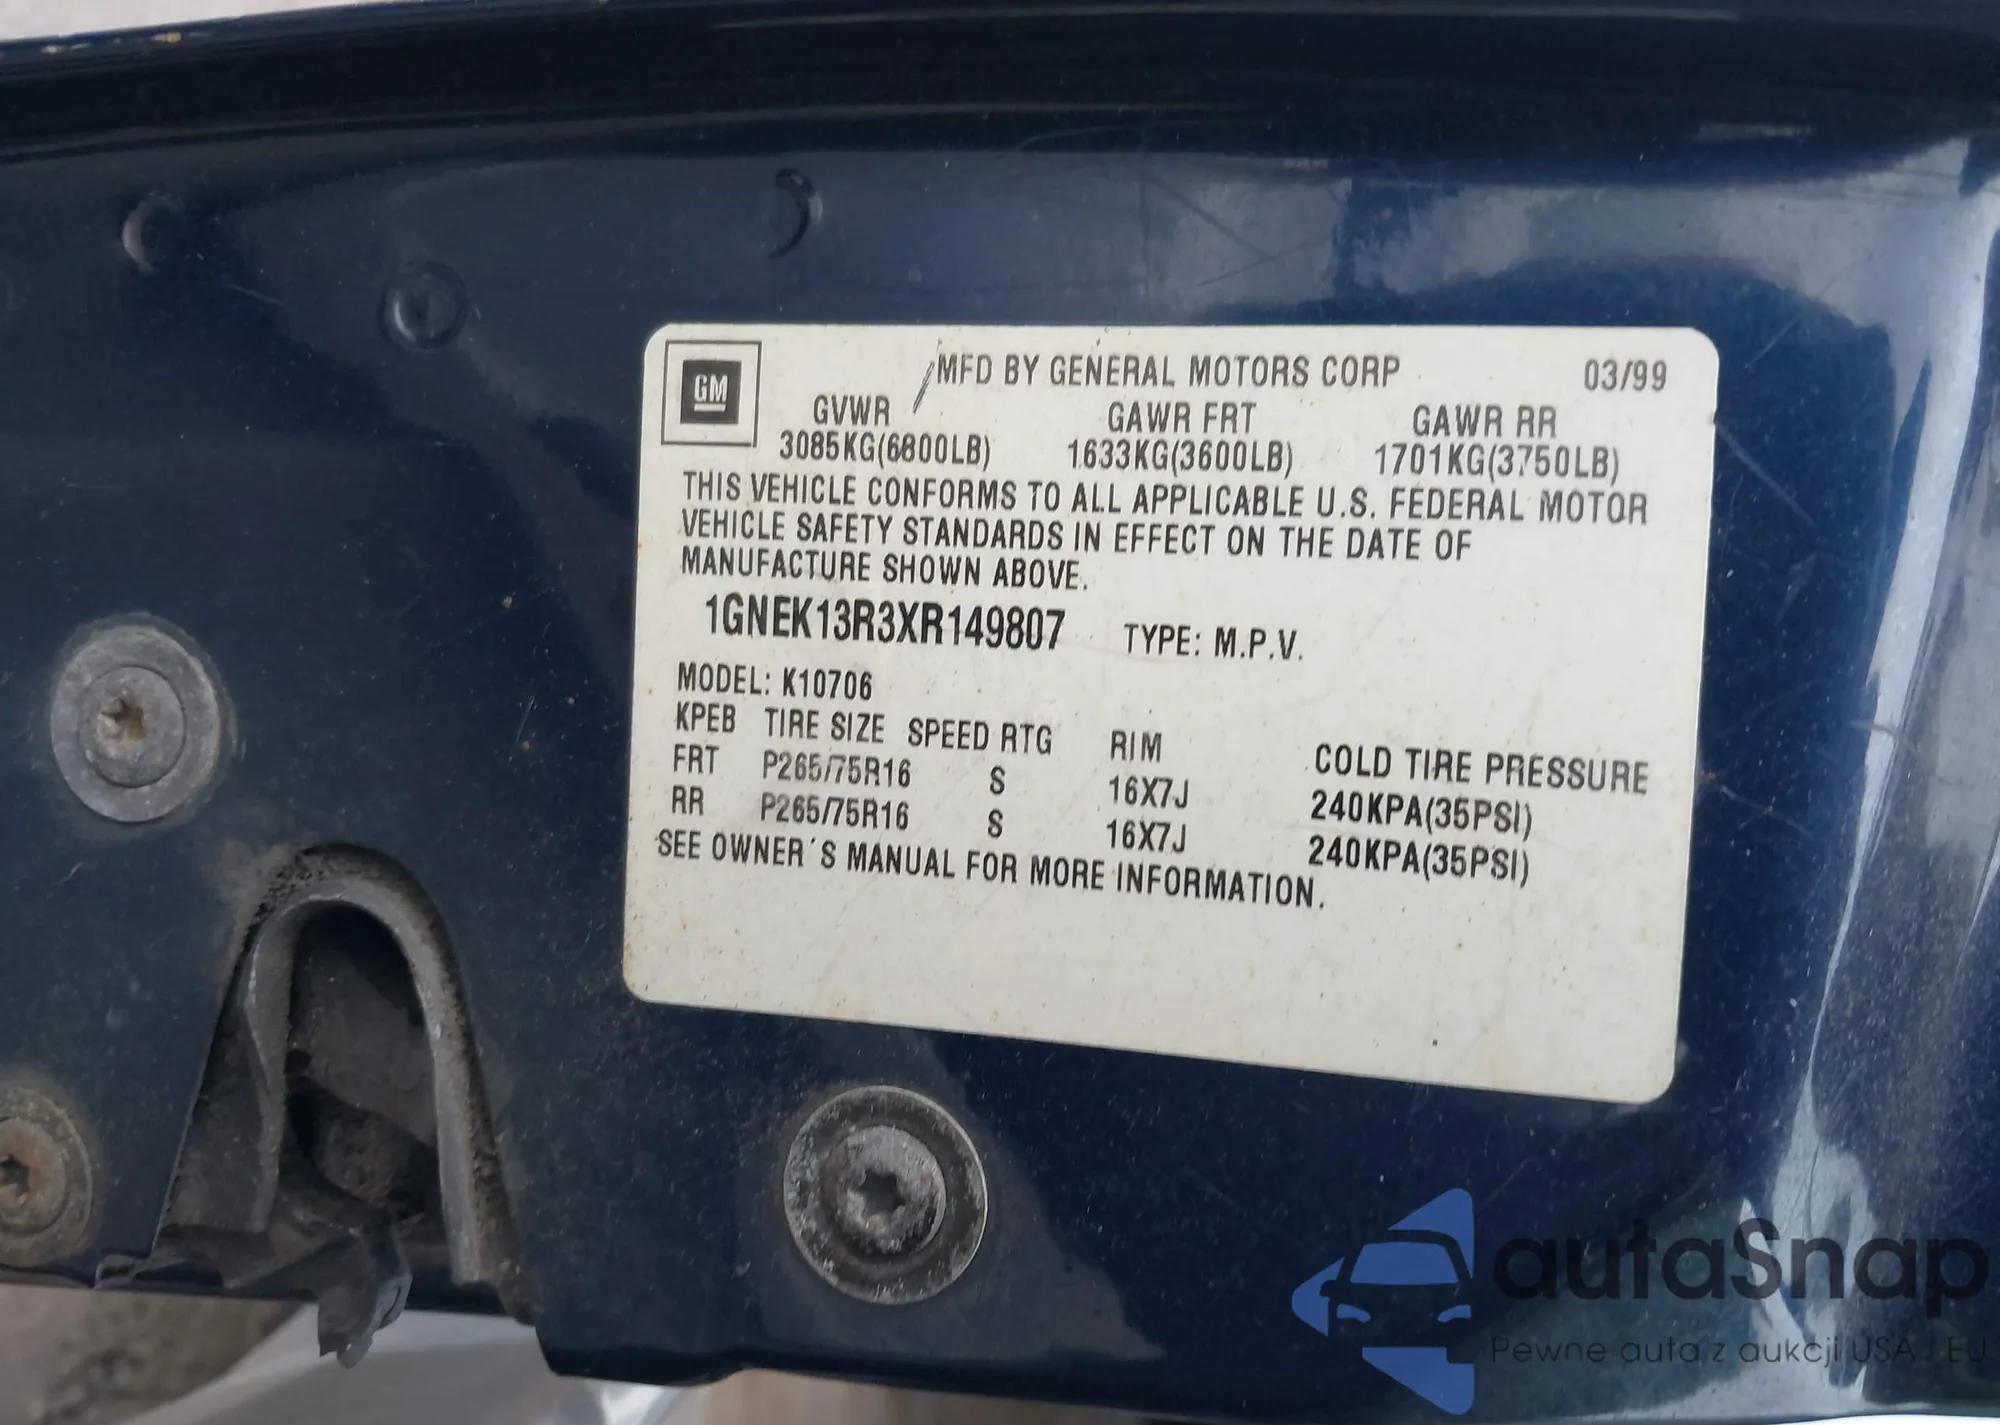 GM
MFD BY GENERAL MOTORS CORP 03/99
GVWR GAWR FRT GAWR RR
3085KG(6800LB) 1633KG(3600LB) 1701KG(3750LB)
THIS VEHICLE CONFORMS TO ALL APPLICABLE U.S. FEDERAL MOTOR
VEHICLE SAFETY STANDARDS IN EFFECT ON THE DATE OF
MANUFACTURE SHOWN ABOVE.
1GNEK13R3XR149807 TYPE: M.P.V.
MODEL: K10706
KPEB TIRE SIZE SPEED RTG RIM COLD TIRE PRESSURE
FRT P265/75R16 S 16X7J 240KPA(35PSI)
RR P265/75R16 S 16X7J 240KPA(35PSI)
SEE OWNER´S MANUAL FOR MORE INFORMATION.
autaSnap
Pewne auta z aukcji USA / EU